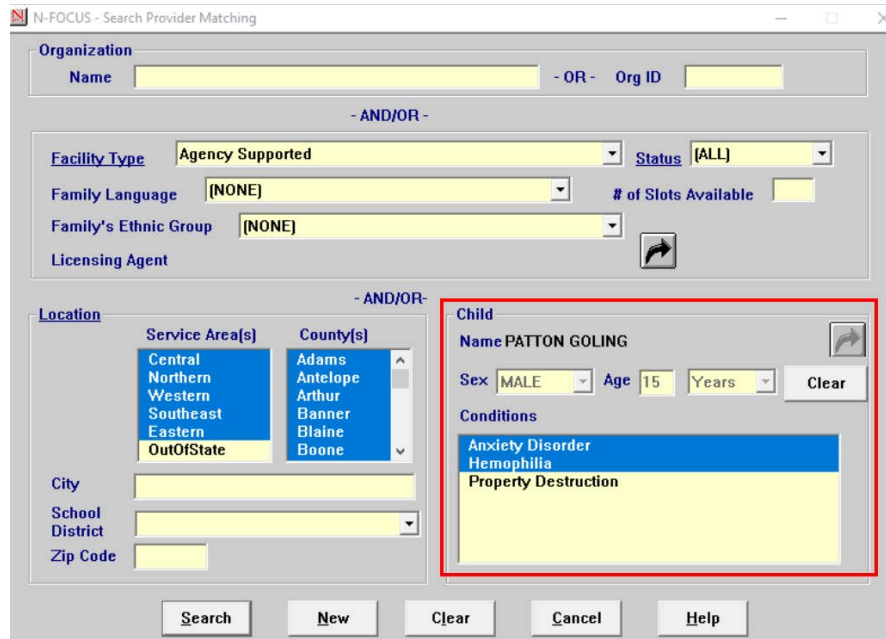 N-FOCUS - Search Provider Matching
Organization
Name - OR - Org ID
- AND/OR -
Facility Type Agency Supported Status (ALL)
Family Language (NONE) # of Slots Available
Family's Ethnic Group (NONE)
Licensing Agent
- AND/OR-
Location
Service Area(s) County(s)
Central Adams
Northern Antelope
Western Arthur
Southeast Banner
Eastern Blaine
OutOfState Boone
City
School
District
Zip Code
Child
Name PATTON GOLING
Sex MALE Age 15 Years Clear
Conditions
Anxiety Disorder
Hemophilia
Property Destruction
Search New Clear Cancel Help